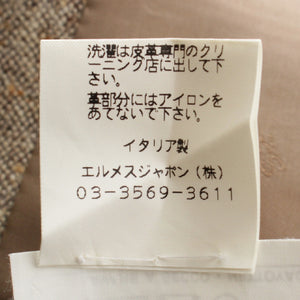 洗濯は皮革専門のクリ
ーニング店に出して下
さい。
革部分にはアイロンを
あてないで下さい。
イタリア製
エルメスジャポン（株）
03-3569-3611